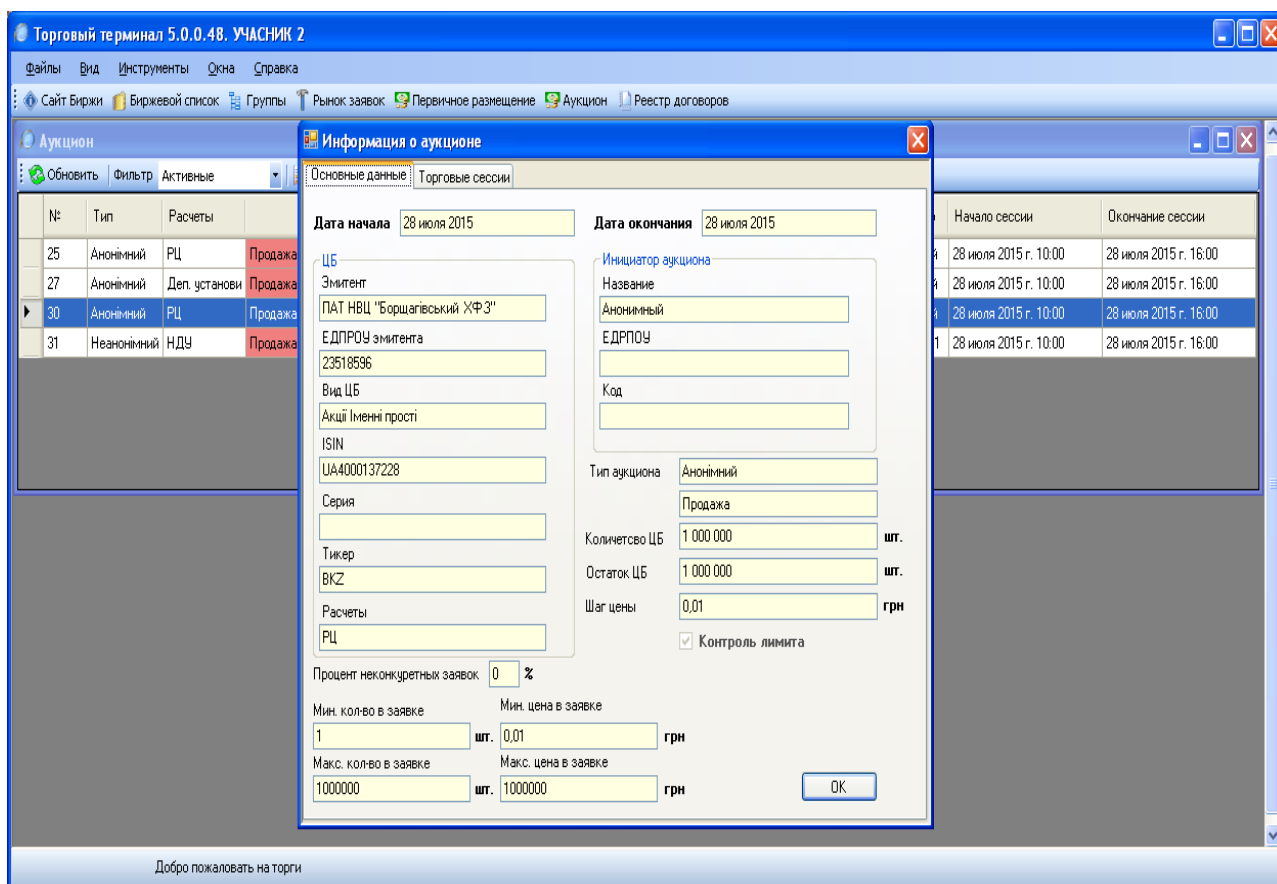 Торговый терминал 5.0.0.48. УЧАСНИК 2
Файлы Вид Инструменты Окна Справка
Сайт Биржи Биржевой список Группы Рынок заявок Первичное размещение Аукцион Реестр договоров
Аукцион
Обновить Фильтр Активные
№ Тип Расчеты Начало сессии Окончание сессии
25 Анонімний РЦ Продажа 28 июля 2015 г. 10:00 28 июля 2015 г. 16:00
27 Анонімний Деп. установи Продажа 28 июля 2015 г. 10:00 28 июля 2015 г. 16:00
30 Анонімний РЦ Продажа 28 июля 2015 г. 10:00 28 июля 2015 г. 16:00
31 Неанонімний НДУ Продажа 1 28 июля 2015 г. 10:00 28 июля 2015 г. 16:00
Информация о аукционе
Основные данные Торговые сессии
Дата начала 28 июля 2015 Дата окончания 28 июля 2015
ЦБ
Эмитент
ПАТ НВЦ "Борщагівський ХФЗ"
ЕДПРОУ эмитента
23518596
Вид ЦБ
Акції Іменні прості
ISIN
UA4000137228
Серия
Тикер
BKZ
Расчеты
РЦ
Инициатор аукциона
Название
Анонимный
ЕДРПОУ
Код
Тип аукциона Анонімний
Продажа
Количетсво ЦБ 1 000 000 шт.
Остаток ЦБ 1 000 000 шт.
Шаг цены 0,01 грн
Контроль лимита
Процент неконкуретных заявок 0 %
Мин. кол-во в заявке Мин. цена в заявке
1 шт. 0,01 грн
Макс. кол-во в заявке Макс. цена в заявке
1000000 шт. 1000000 грн
OK
Добро пожаловать на торги